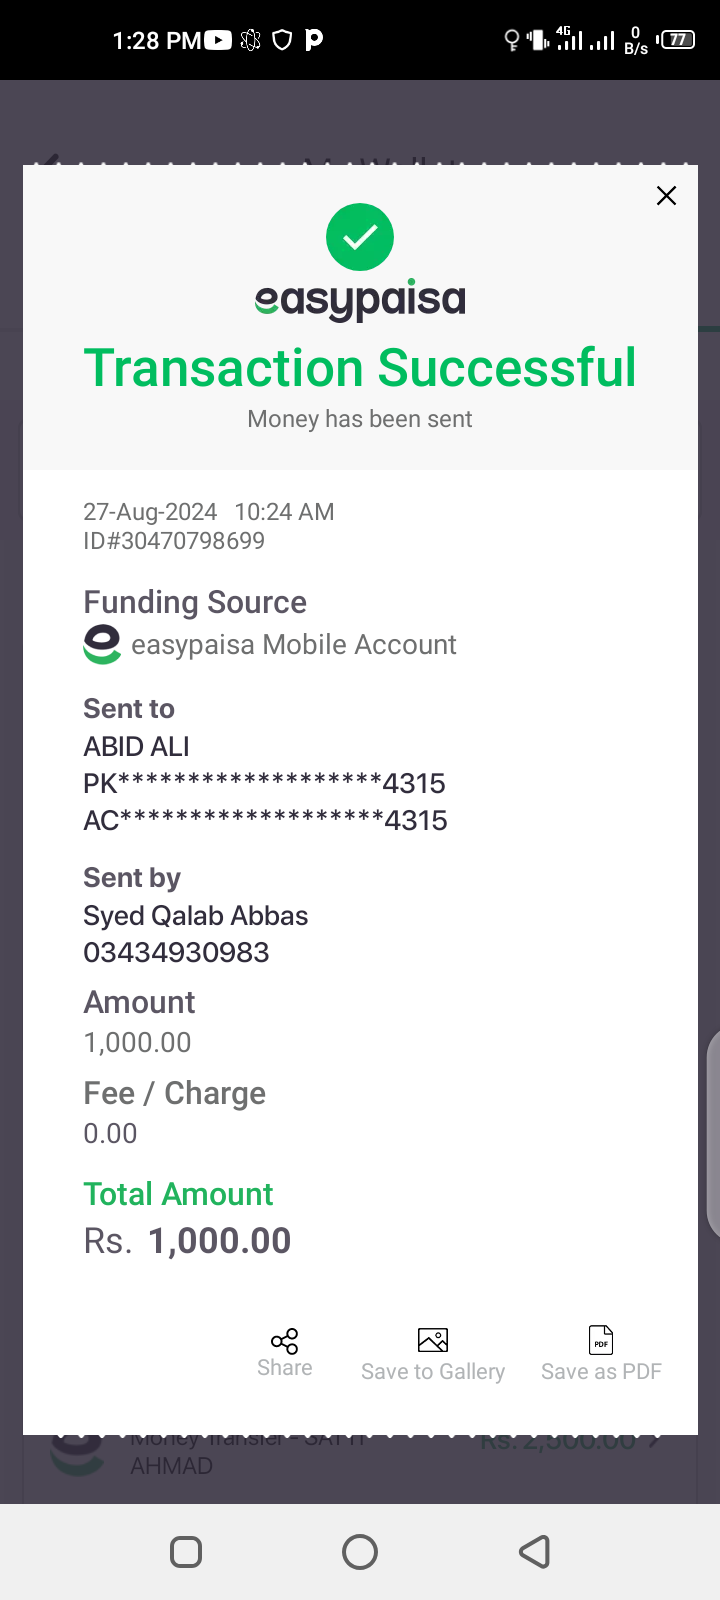 1:28 PM 4G 0 B/s 77
easypaisa
Transaction Successful
Money has been sent
27-Aug-2024 10:24 AM
ID#30470798699
Funding Source
easypaisa Mobile Account
Sent to
ABID ALI
PK*******************4315
AC*******************4315
Sent by
Syed Qalab Abbas
03434930983
Amount
1,000.00
Fee / Charge
0.00
Total Amount
Rs. 1,000.00
Share Save to Gallery PDF Save as PDF
Money Transfer - Rs. 2,500.00
AHMAD